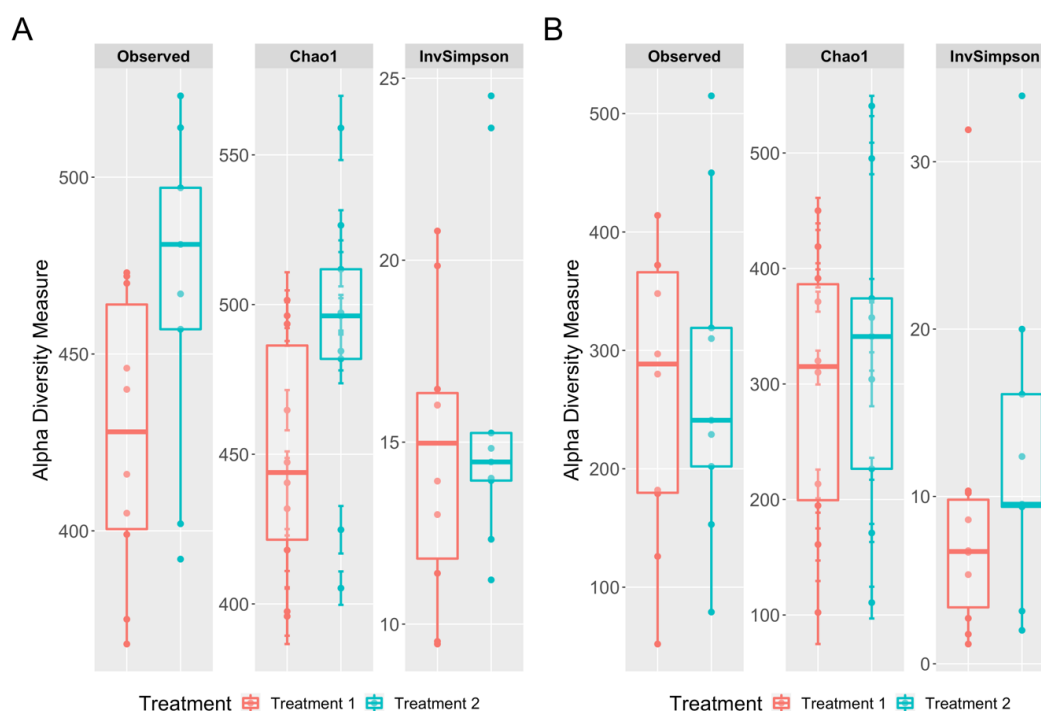 A
B
Observed
Chao1
InvSimpson
Observed
Chao1
InvSimpson
Alpha Diversity Measure
500
450
400
550
500
450
400
25
20
15
10
Alpha Diversity Measure
500
400
300
200
100
500
400
300
200
100
30
20
10
0
Treatment Treatment 1 Treatment 2
Treatment Treatment 1 Treatment 2